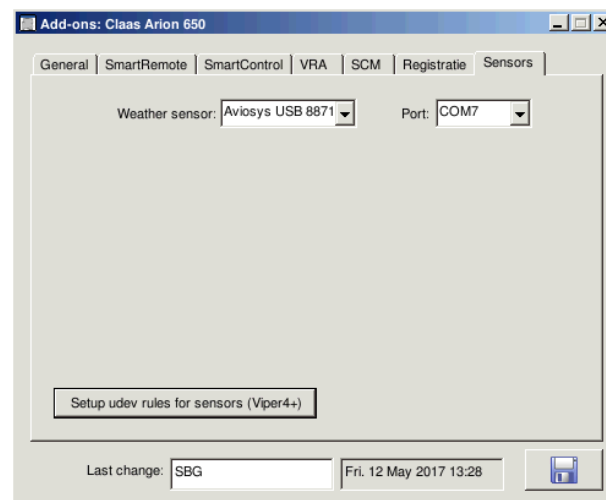 Add-ons: Claas Arion 650
General SmartRemote SmartControl VRA SCM Registratie Sensors
Weather sensor: Aviosys USB 8871 Port: COM7
Setup udev rules for sensors (Viper4+)
Last change: SBG Fri. 12 May 2017 13:28